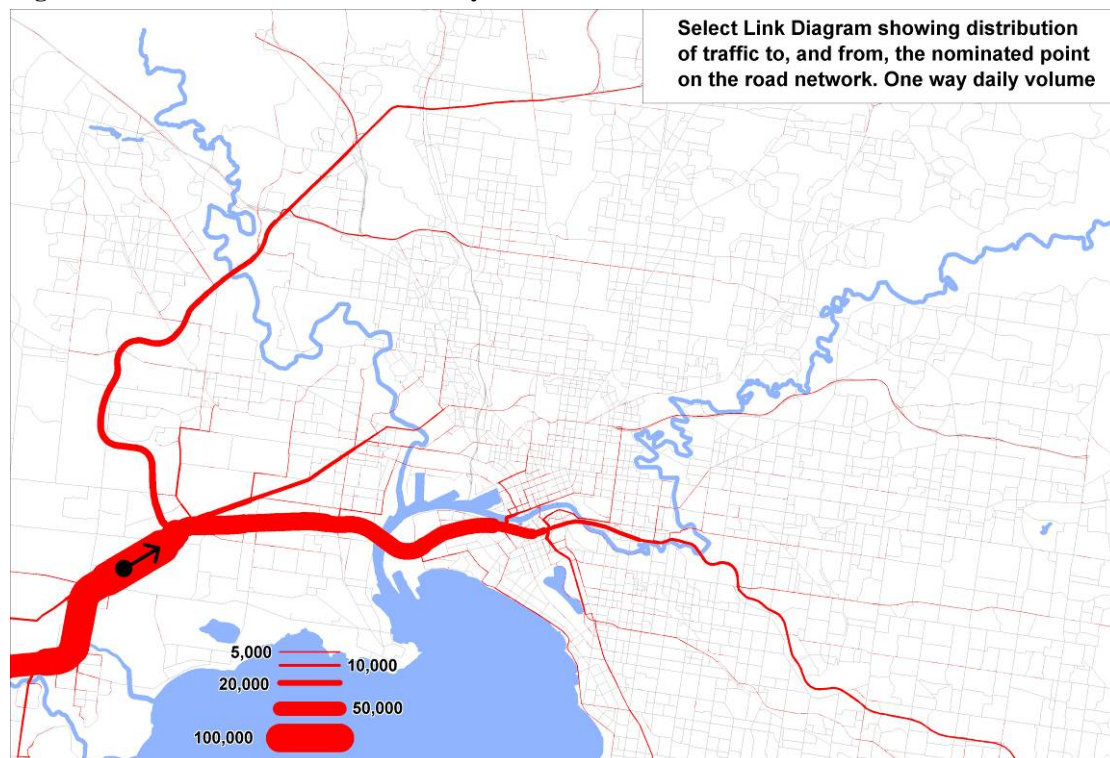 Select Link Diagram showing distribution
of traffic to, and from, the nominated point
on the road network. One way daily volume
5,000
10,000
20,000
50,000
100,000